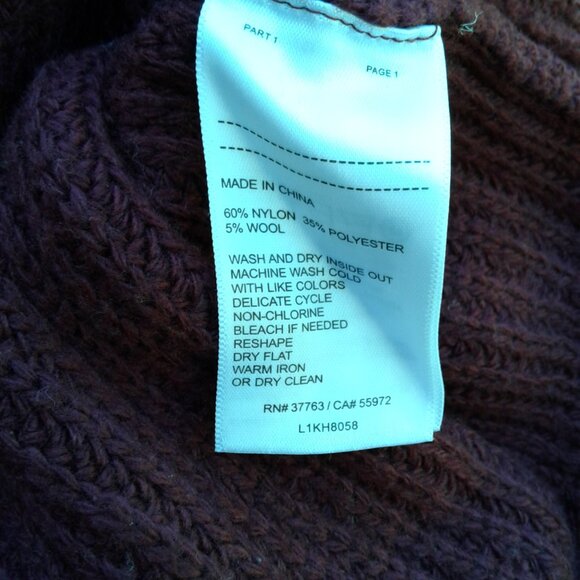 PART 1
PAGE 1
MADE IN CHINA
60% NYLON 35% POLYESTER
5% WOOL
WASH AND DRY INSIDE OUT
MACHINE WASH COLD
WITH LIKE COLORS
DELICATE CYCLE
NON-CHLORINE
BLEACH IF NEEDED
RESHAPE
DRY FLAT
WARM IRON
OR DRY CLEAN
RN# 37763 / CA# 55972
L1KH8058